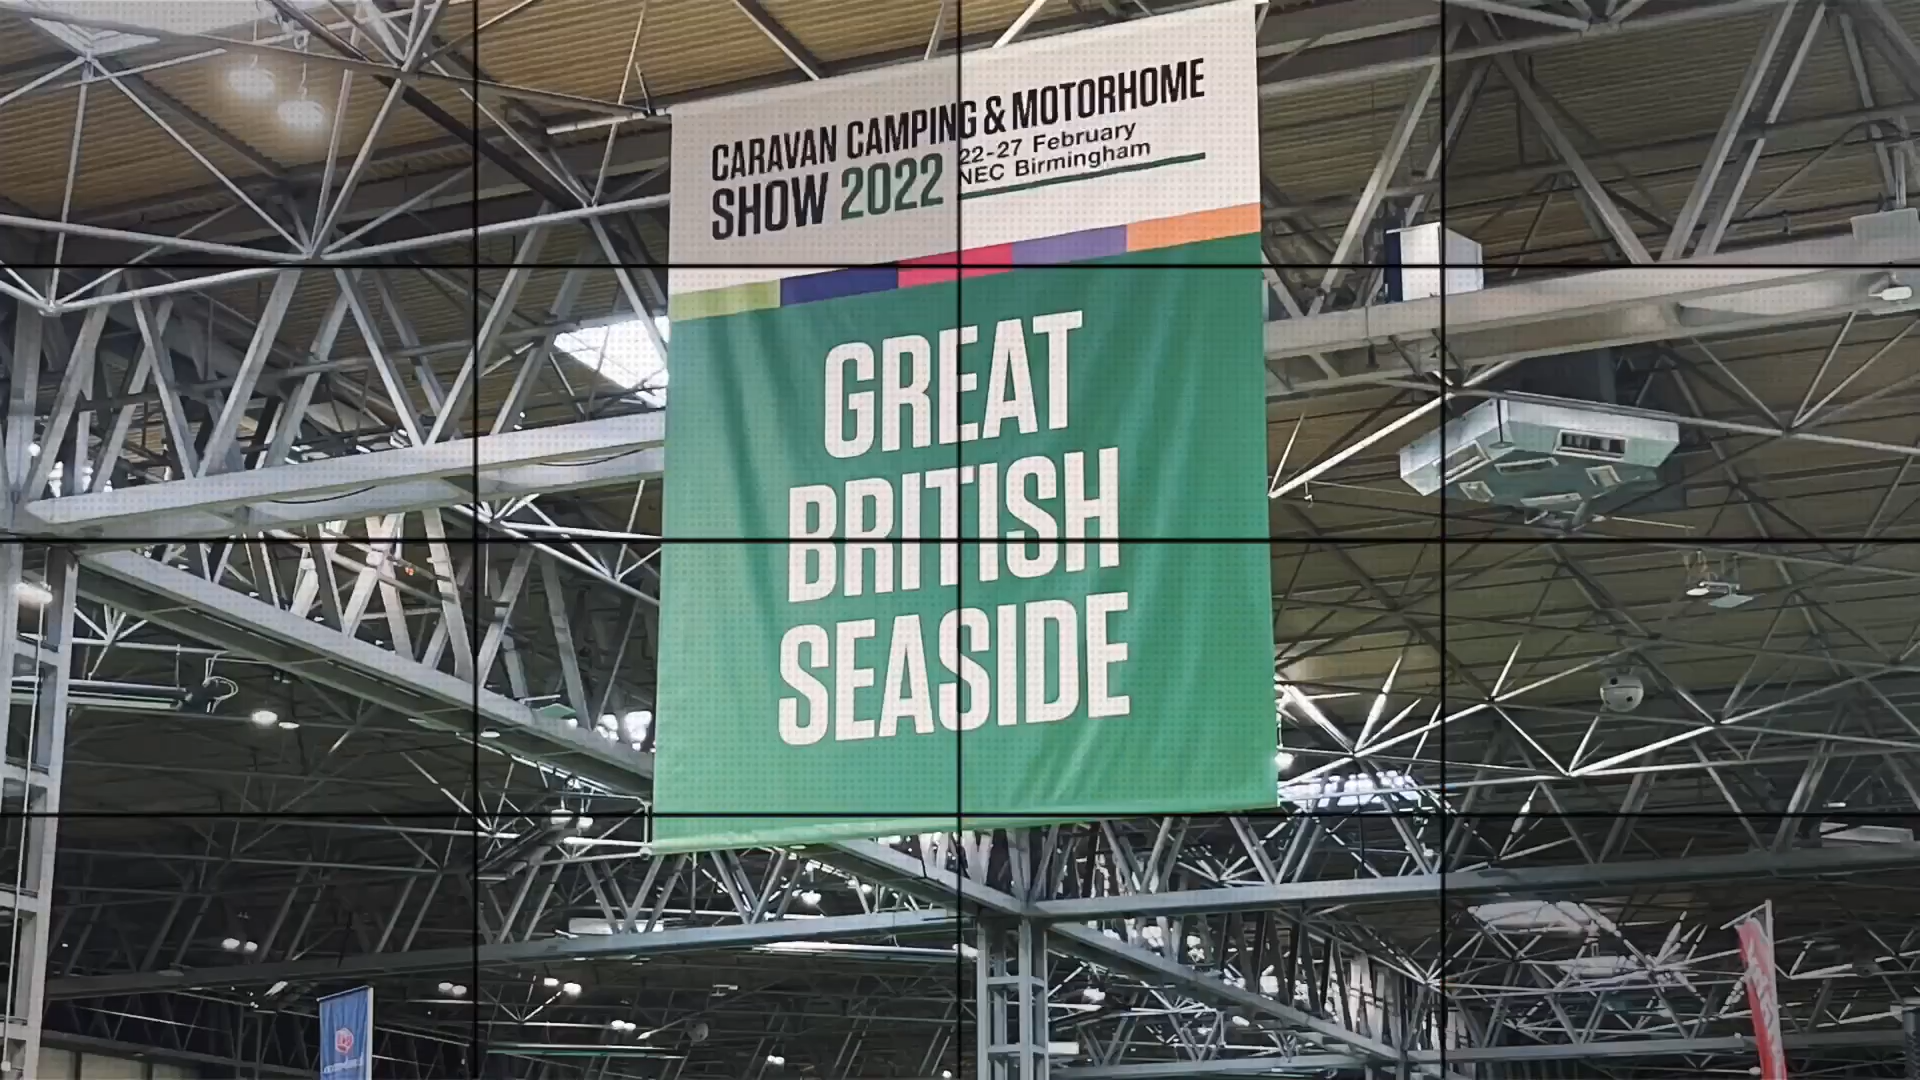 CARAVAN CAMPING & MOTORHOME
SHOW 2022
22-27 February
NEC Birmingham
GREAT
BRITISH
SEASIDE